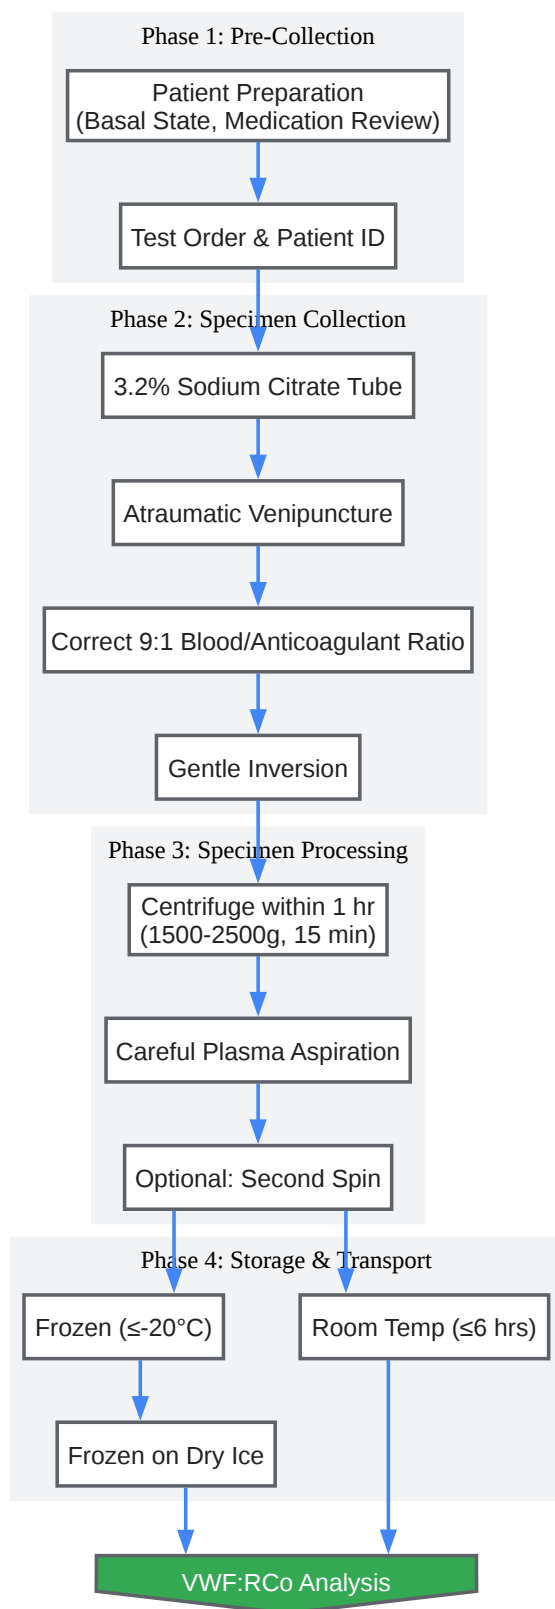 Phase 1: Pre-Collection
Patient Preparation
(Basal State, Medication Review)
Test Order & Patient ID
Phase 2: Specimen Collection
3.2% Sodium Citrate Tube
Atraumatic Venipuncture
Correct 9:1 Blood/Anticoagulant Ratio
Gentle Inversion
Phase 3: Specimen Processing
Centrifuge within 1 hr
(1500-2500g, 15 min)
Careful Plasma Aspiration
Optional: Second Spin
Phase 4: Storage & Transport
Frozen (≤-20°C)
Room Temp (≤6 hrs)
Frozen on Dry Ice
VWF:RCo Analysis